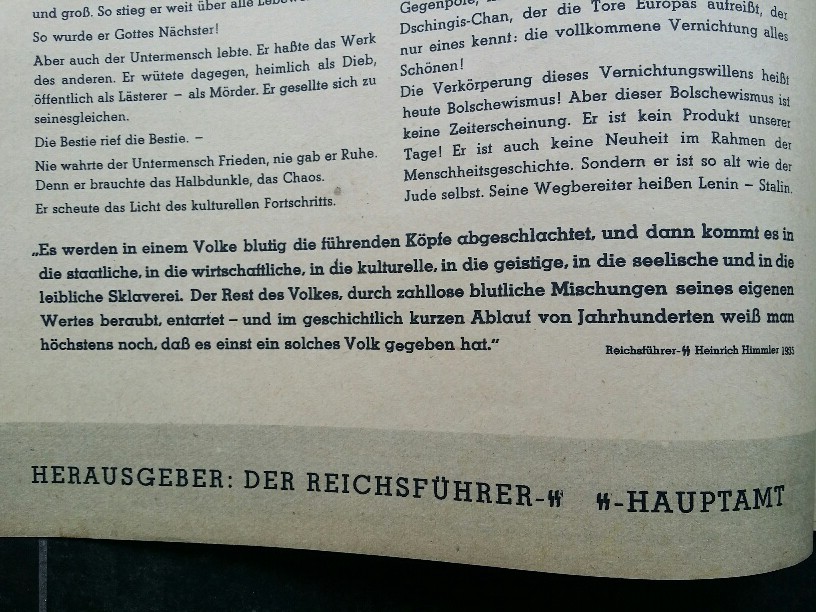 und groß. So stieg er weit über alle
So wurde er Gottes Nächster!
Aber auch der Untermensch lebte. Er haßte das Werk
des anderen. Er wütete dagegen, heimlich als Dieb,
öffentlich als Lästerer – als Mörder. Er gesellte sich zu
seinesgleichen.
Die Bestie rief die Bestie. –
Nie wahrte der Untermensch Frieden, nie gab er Ruhe.
Denn er brauchte das Halbdunkle, das Chaos.
Er scheute das Licht des kulturellen Fortschritts.
Gegenpole,
Dschingis-Chan, der die Tore Europas aufreißt, der
nur eines kennt: die vollkommene Vernichtung alles
Schönen!
Die Verkörperung dieses Vernichtungswillens heißt
heute Bolschewismus! Aber dieser Bolschewismus ist
keine Zeiterscheinung. Er ist kein Produkt unserer
Tage! Er ist auch keine Neuheit im Rahmen der
Menschheitsgeschichte. Sondern er ist so alt wie der
Jude selbst. Seine Wegbereiter heißen Lenin – Stalin.
„Es werden in einem Volke blutig die führenden Köpfe abgeschlachtet, und dann kommt es in
die staatliche, in die wirtschaftliche, in die kulturelle, in die geistige, in die seelische und in die
leibliche Sklaverei. Der Rest des Volkes, durch zahllose blutliche Mischungen seines eigenen
Wertes beraubt, entartet – und im geschichtlich kurzen Ablauf von Jahrhunderten weiß man
höchstens noch, daß es einst ein solches Volk gegeben hat.“
Reichsführer-SS Heinrich Himmler 1935
HERAUSGEBER: DER REICHSFÜHRER-SS SS-HAUPTAMT